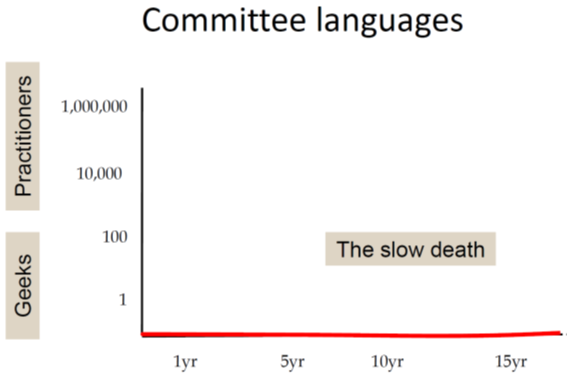 Committee languages
Practitioners
Geeks
1,000,000
10,000
100
1
The slow death
1yr
5yr
10yr
15yr